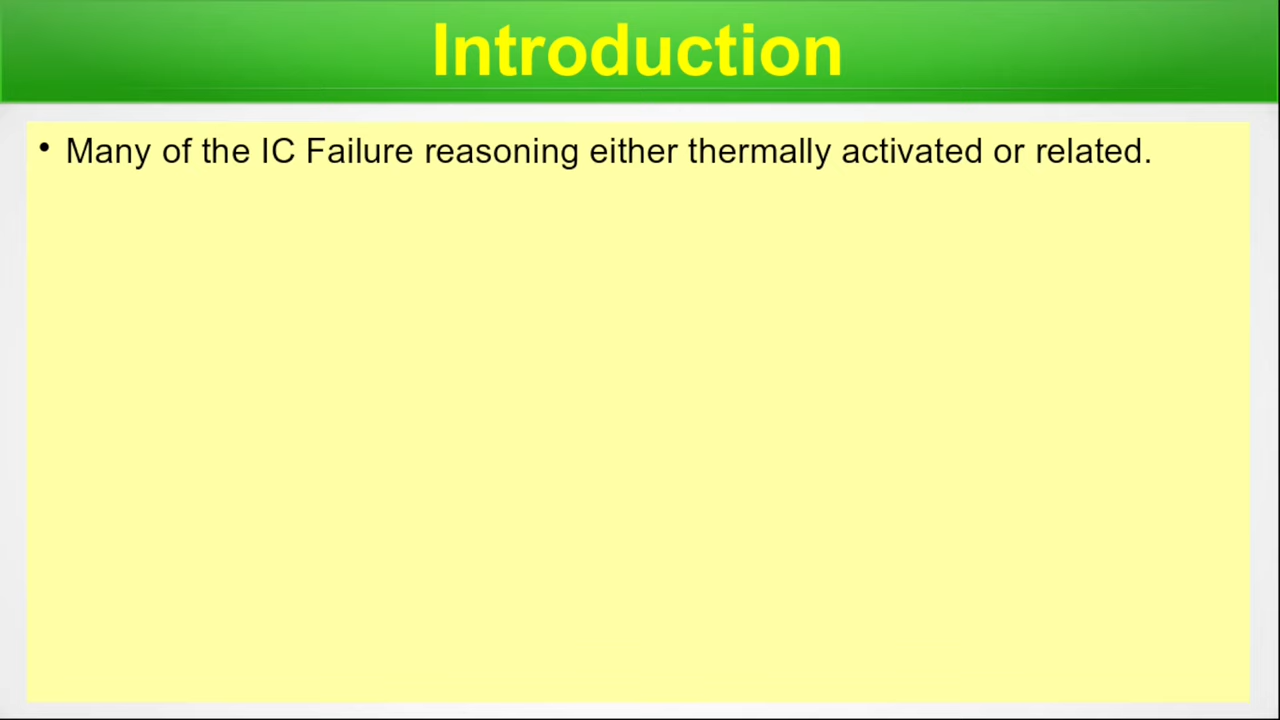 Introduction
• Many of the IC Failure reasoning either thermally activated or related.